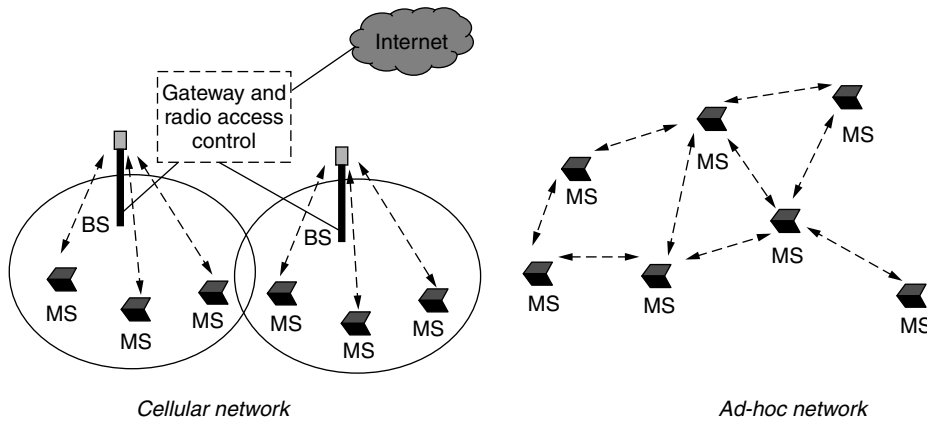 Internet
Gateway and
radio access
control
BS
BS
MS
MS
MS
MS
MS
MS
MS
MS
MS
MS
MS
MS
MS
Cellular network
Ad-hoc network